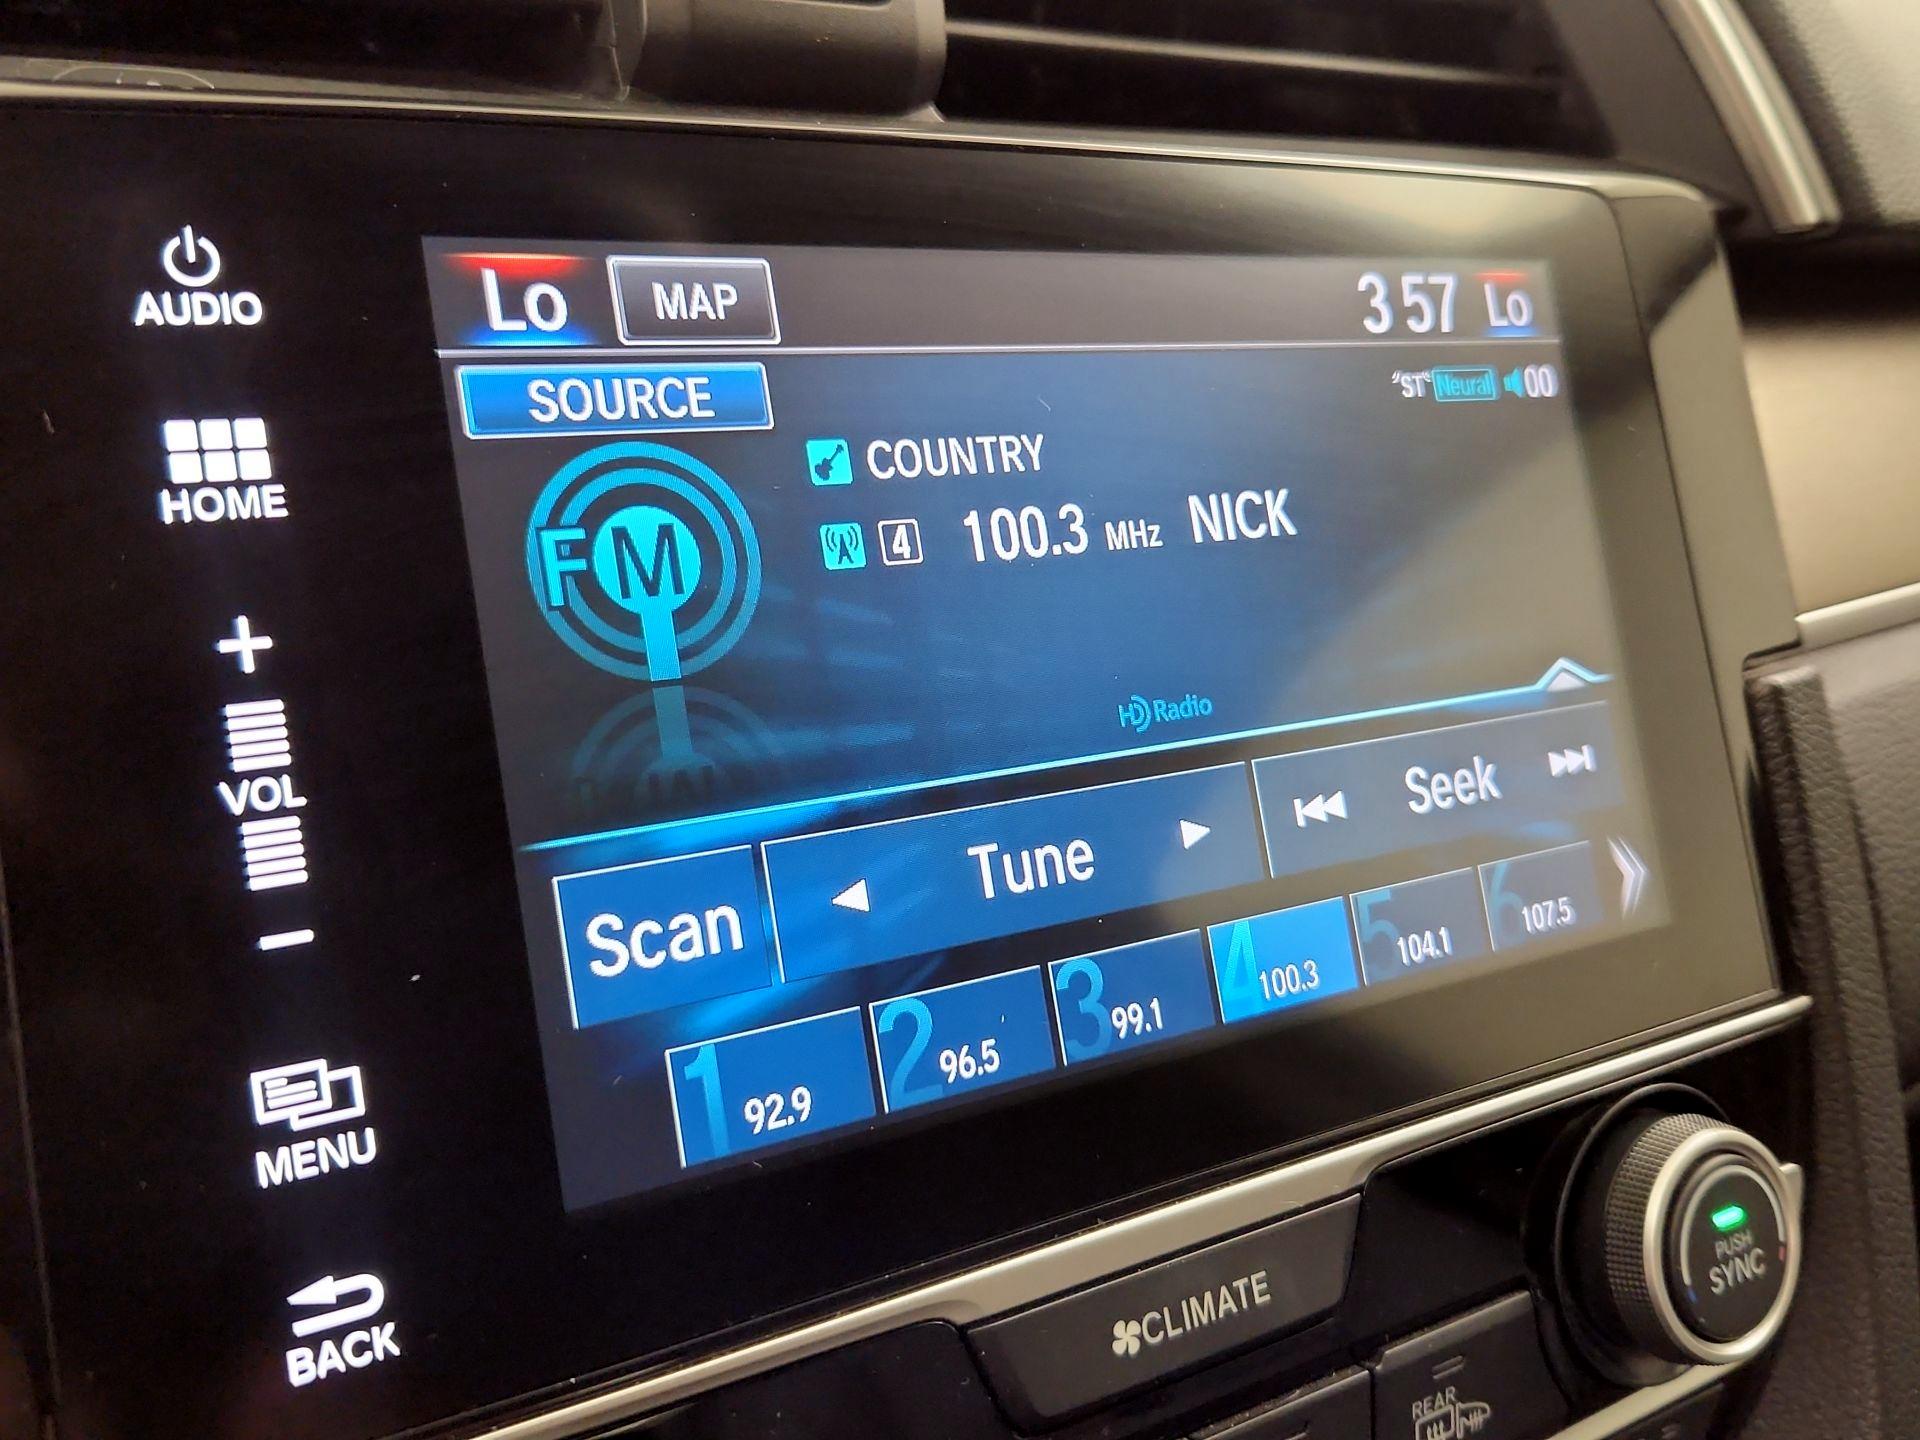 AUDIO
HOME
+
VOL
−
MENU
BACK
Lo MAP 3 57 Lo
SOURCE "ST" Neural 00
FM
COUNTRY
4 100.3 MHz NICK
HD Radio
Scan Tune Seek
1 92.9 2 96.5 3 99.1 4 100.3 5 104.1 6 107.5
CLIMATE
PUSH
SYNC
REAR